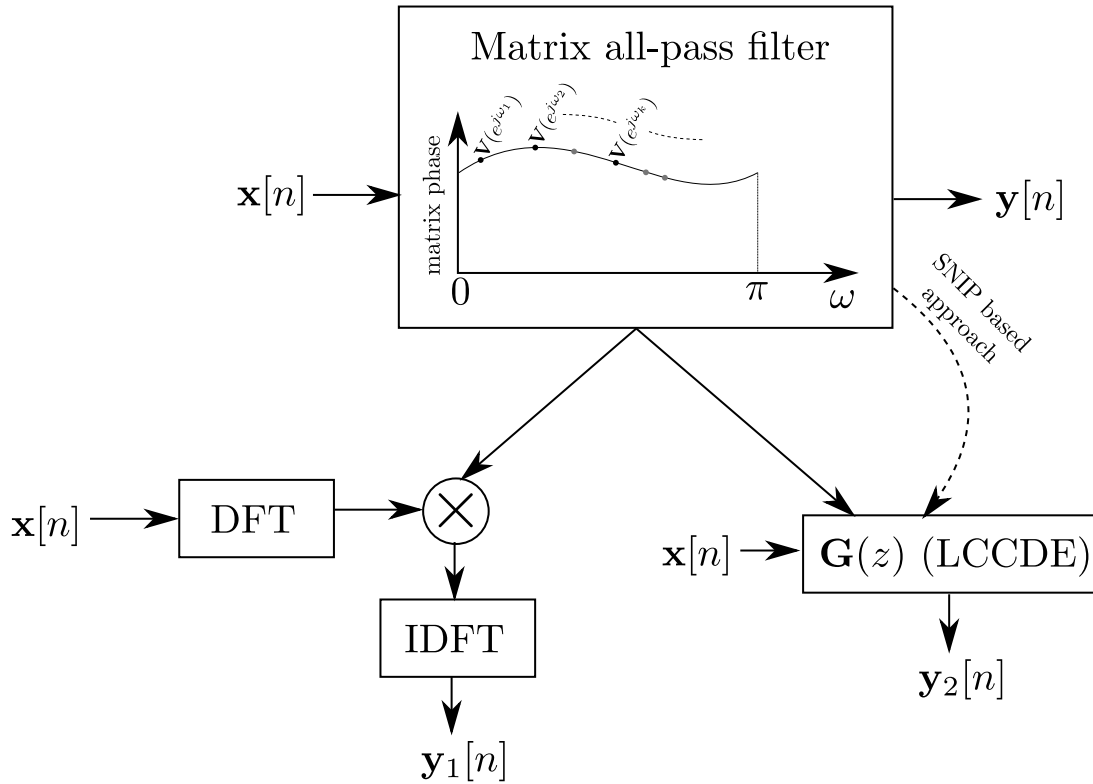 Matrix all-pass filter
matrix phase
V(e^{jω_1})
V(e^{jω_2})
V(e^{jω_k})
x[n]
y[n]
0
π
ω
SNIP based
approach
x[n]
DFT
×
x[n]
G(z) (LCCDE)
IDFT
y_2[n]
y_1[n]